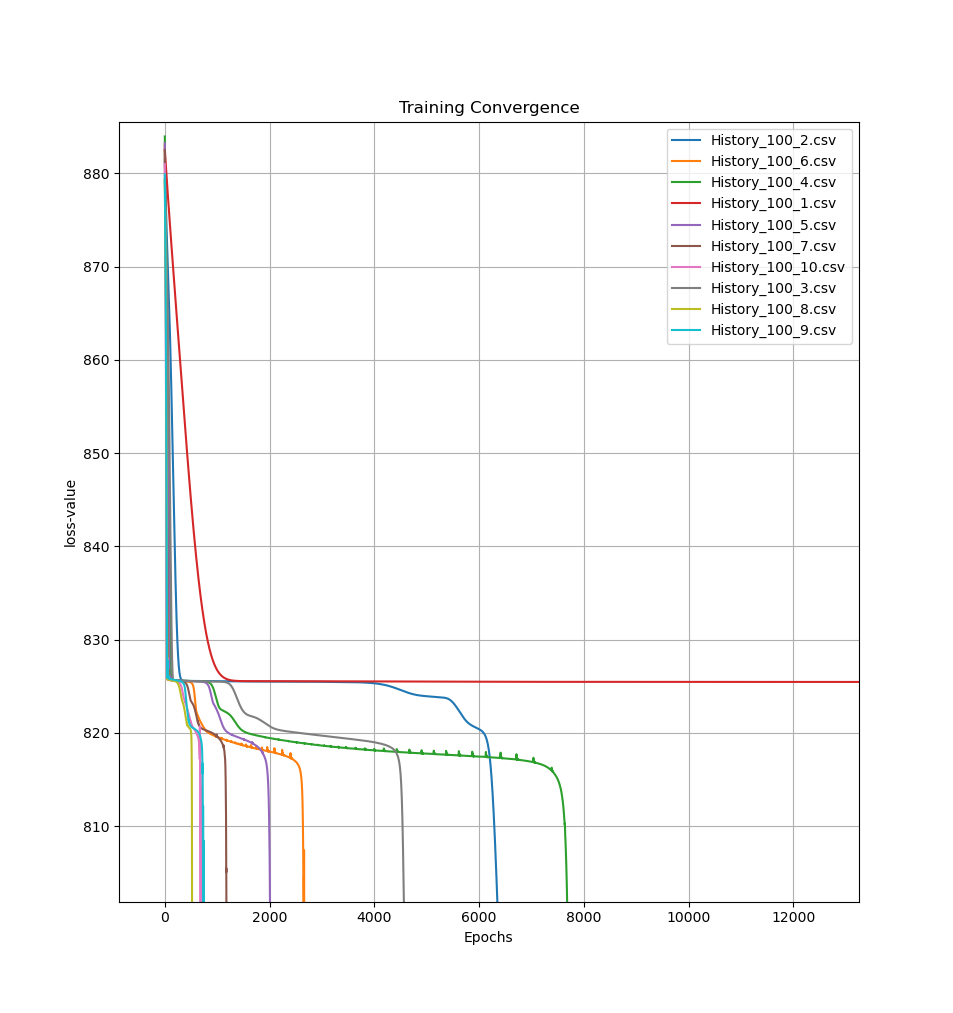 Training Convergence
History_100_2.csv
History_100_6.csv
History_100_4.csv
History_100_1.csv
History_100_5.csv
History_100_7.csv
History_100_10.csv
History_100_3.csv
History_100_8.csv
History_100_9.csv
880
870
860
850
840
830
820
810
loss-value
0 2000 4000 6000 8000 10000 12000
Epochs